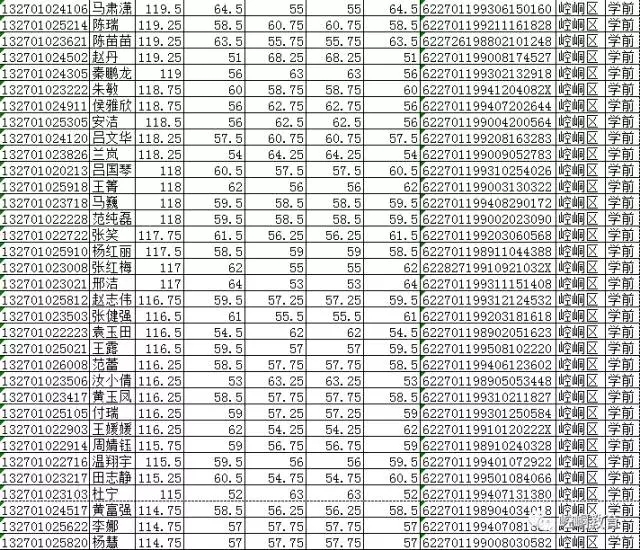 132701024106 马肃潇 119.5 64.5 55 55 64.5 622701199306150160 崆峒区 学前
132701025214 陈瑞 119.25 58.5 60.75 60.75 58.5 622701199211161828 崆峒区 学前
132701023621 陈苗苗 119.25 63.5 55.75 55.75 63.5 622726198802101248 崆峒区 学前
132701024502 赵丹 119.25 51 68.25 68.25 51 622701199008174527 崆峒区 学前
132701024305 秦鹏龙 119 56 63 63 56 622701199302132918 崆峒区 学前
132701023222 朱敏 118.75 60 58.75 58.75 60 62270119941204082X 崆峒区 学前
132701024911 侯雅欣 118.75 56 62.75 62.75 56 622701199407202644 崆峒区 学前
132701025305 安洁 118.5 56 62.5 62.5 56 622701199004200564 崆峒区 学前
132701024120 吕文华 118.25 57.5 60.75 60.75 57.5 622701199208163283 崆峒区 学前
132701023826 兰岚 118.25 54 64.25 64.25 54 622701199009052783 崆峒区 学前
132701020213 吕国琴 118 60.5 57.5 57.5 60.5 622701199310254026 崆峒区 学前
132701025918 王菁 118 62 56 56 62 622701199003130322 崆峒区 学前
132701023718 马巍 118 59.5 58.5 58.5 59.5 622701199408290172 崆峒区 学前
132701022228 范纯磊 118 59.5 58.5 58.5 59.5 622701199002023090 崆峒区 学前
132701022722 张笑 117.75 61.5 56.25 56.25 61.5 622701199203060568 崆峒区 学前
132701025910 杨红丽 117.5 58.5 59 59 58.5 622701198911044388 崆峒区 学前
132701023008 张红梅 117 62 55 55 62 62282719910921032X 崆峒区 学前
132701023021 邢洁 117 64 53 53 64 622701199311151408 崆峒区 学前
132701025812 赵志伟 116.75 59.5 57.25 57.25 59.5 622701199312124532 崆峒区 学前
132701023503 张健强 116.5 61 55.5 55.5 61 622701199203181618 崆峒区 学前
132701022223 袁玉田 116.5 54.5 62 62 54.5 622701198902051623 崆峒区 学前
132701025021 王露 116.5 59.5 57 57 59.5 622701199508102220 崆峒区 学前
132701026008 范蕾 116.25 58.5 57.75 57.75 58.5 622701199406123602 崆峒区 学前
132701023506 汝小倩 116.25 53 63.25 63.25 53 622701198905053448 崆峒区 学前
132701023417 黄玉凤 116.25 58.5 57.75 57.75 58.5 622701199310211827 崆峒区 学前
132701025105 付瑞 116.25 59 57.25 57.25 59 622701199301250584 崆峒区 学前
132701022903 王媛媛 116.25 62 54.25 54.25 62 62270119910120222X 崆峒区 学前
132701022914 周婧钰 115.75 59 56.75 56.75 59 622701198910240328 崆峒区 学前
132701022716 温翔宇 115.5 59.5 56 56 59.5 622701199401072922 崆峒区 学前
132701023217 田志静 115.25 60.5 54.75 54.75 60.5 622701199501084066 崆峒区 学前
132701023103 杜宁 115 52 63 63 52 622701199407131380 崆峒区 学前
132701024517 黄富强 114.75 58.5 56.25 56.25 58.5 622701198904034018 崆峒区 学前
132701025622 李娜 114.75 57 57.75 57.75 57 崆峒区 学前
132701025820 杨慧 114.75 57 57.75 57.75 57 622701199008030582 崆峒区 学前
崆峒教育